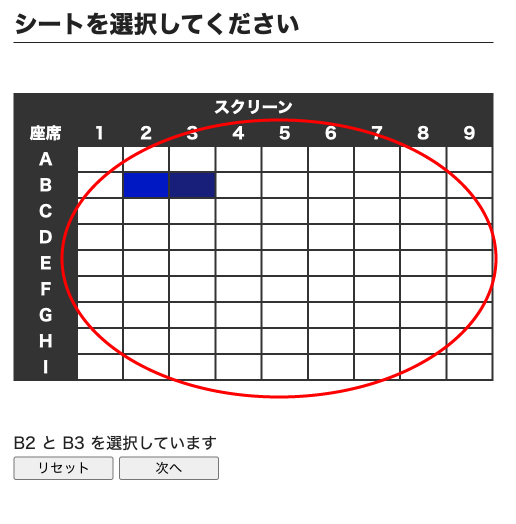 シートを選択してください
スクリーン
座席 1 2 3 4 5 6 7 8 9
A
B
C
D
E
F
G
H
I
B2 と B3 を選択しています
リセット 次へ